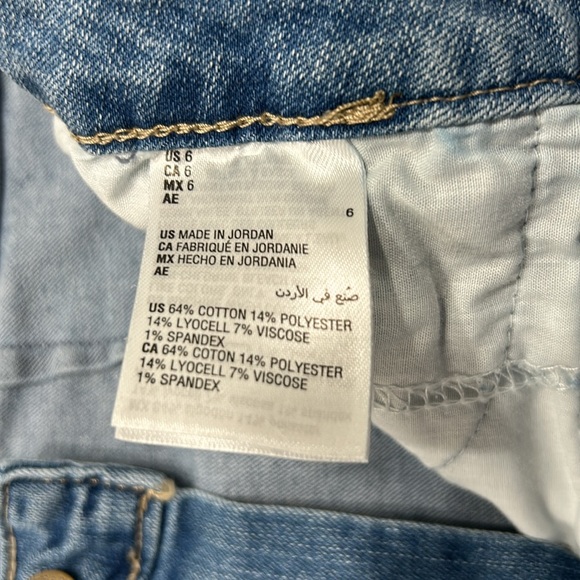 US 6
CA 6
MX 6
AE
6
US MADE IN JORDAN
CA FABRIQUÉ EN JORDANIE
MX HECHO EN JORDANIA
AE
صُنع في الأردن
US 64% COTTON 14% POLYESTER
14% LYOCELL 7% VISCOSE
1% SPANDEX
CA 64% COTON 14% POLYESTER
14% LYOCELL 7% VISCOSE
1% SPANDEX